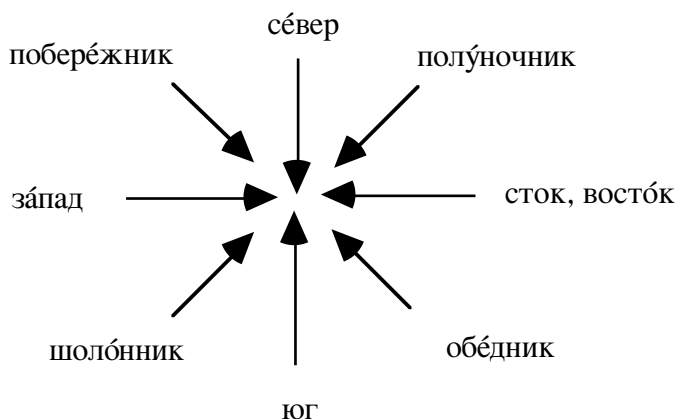 се́вер
побере́жник
полу́ночник
за́пад
сток, восто́к
шоло́нник
обе́дник
юг